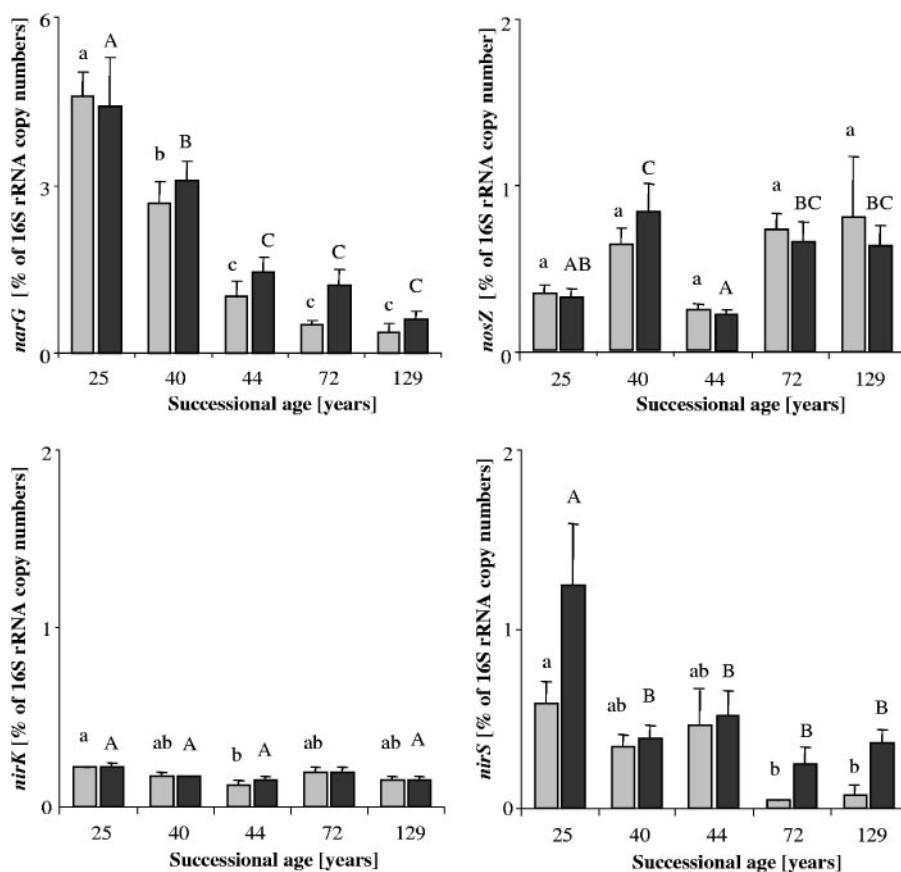 narG [% of 16S rRNA copy numbers]
6
3
0
a A
b B
c C
c C
c C
25 40 44 72 129
Successional age [years]
nosZ [% of 16S rRNA copy number]
2
1
0
a AB
a C
a A
a BC
a BC
25 40 44 72 129
Successional age [years]
nirK [% of 16S rRNA copy numbers]
2
1
0
a A
ab A
b A
ab
ab A
25 40 44 72 129
Successional age [years]
nirS [% of 16S rRNA copy numbers]
2
1
0
a A
ab B
ab B
b B
b B
25 40 44 72 129
Successional age [years]